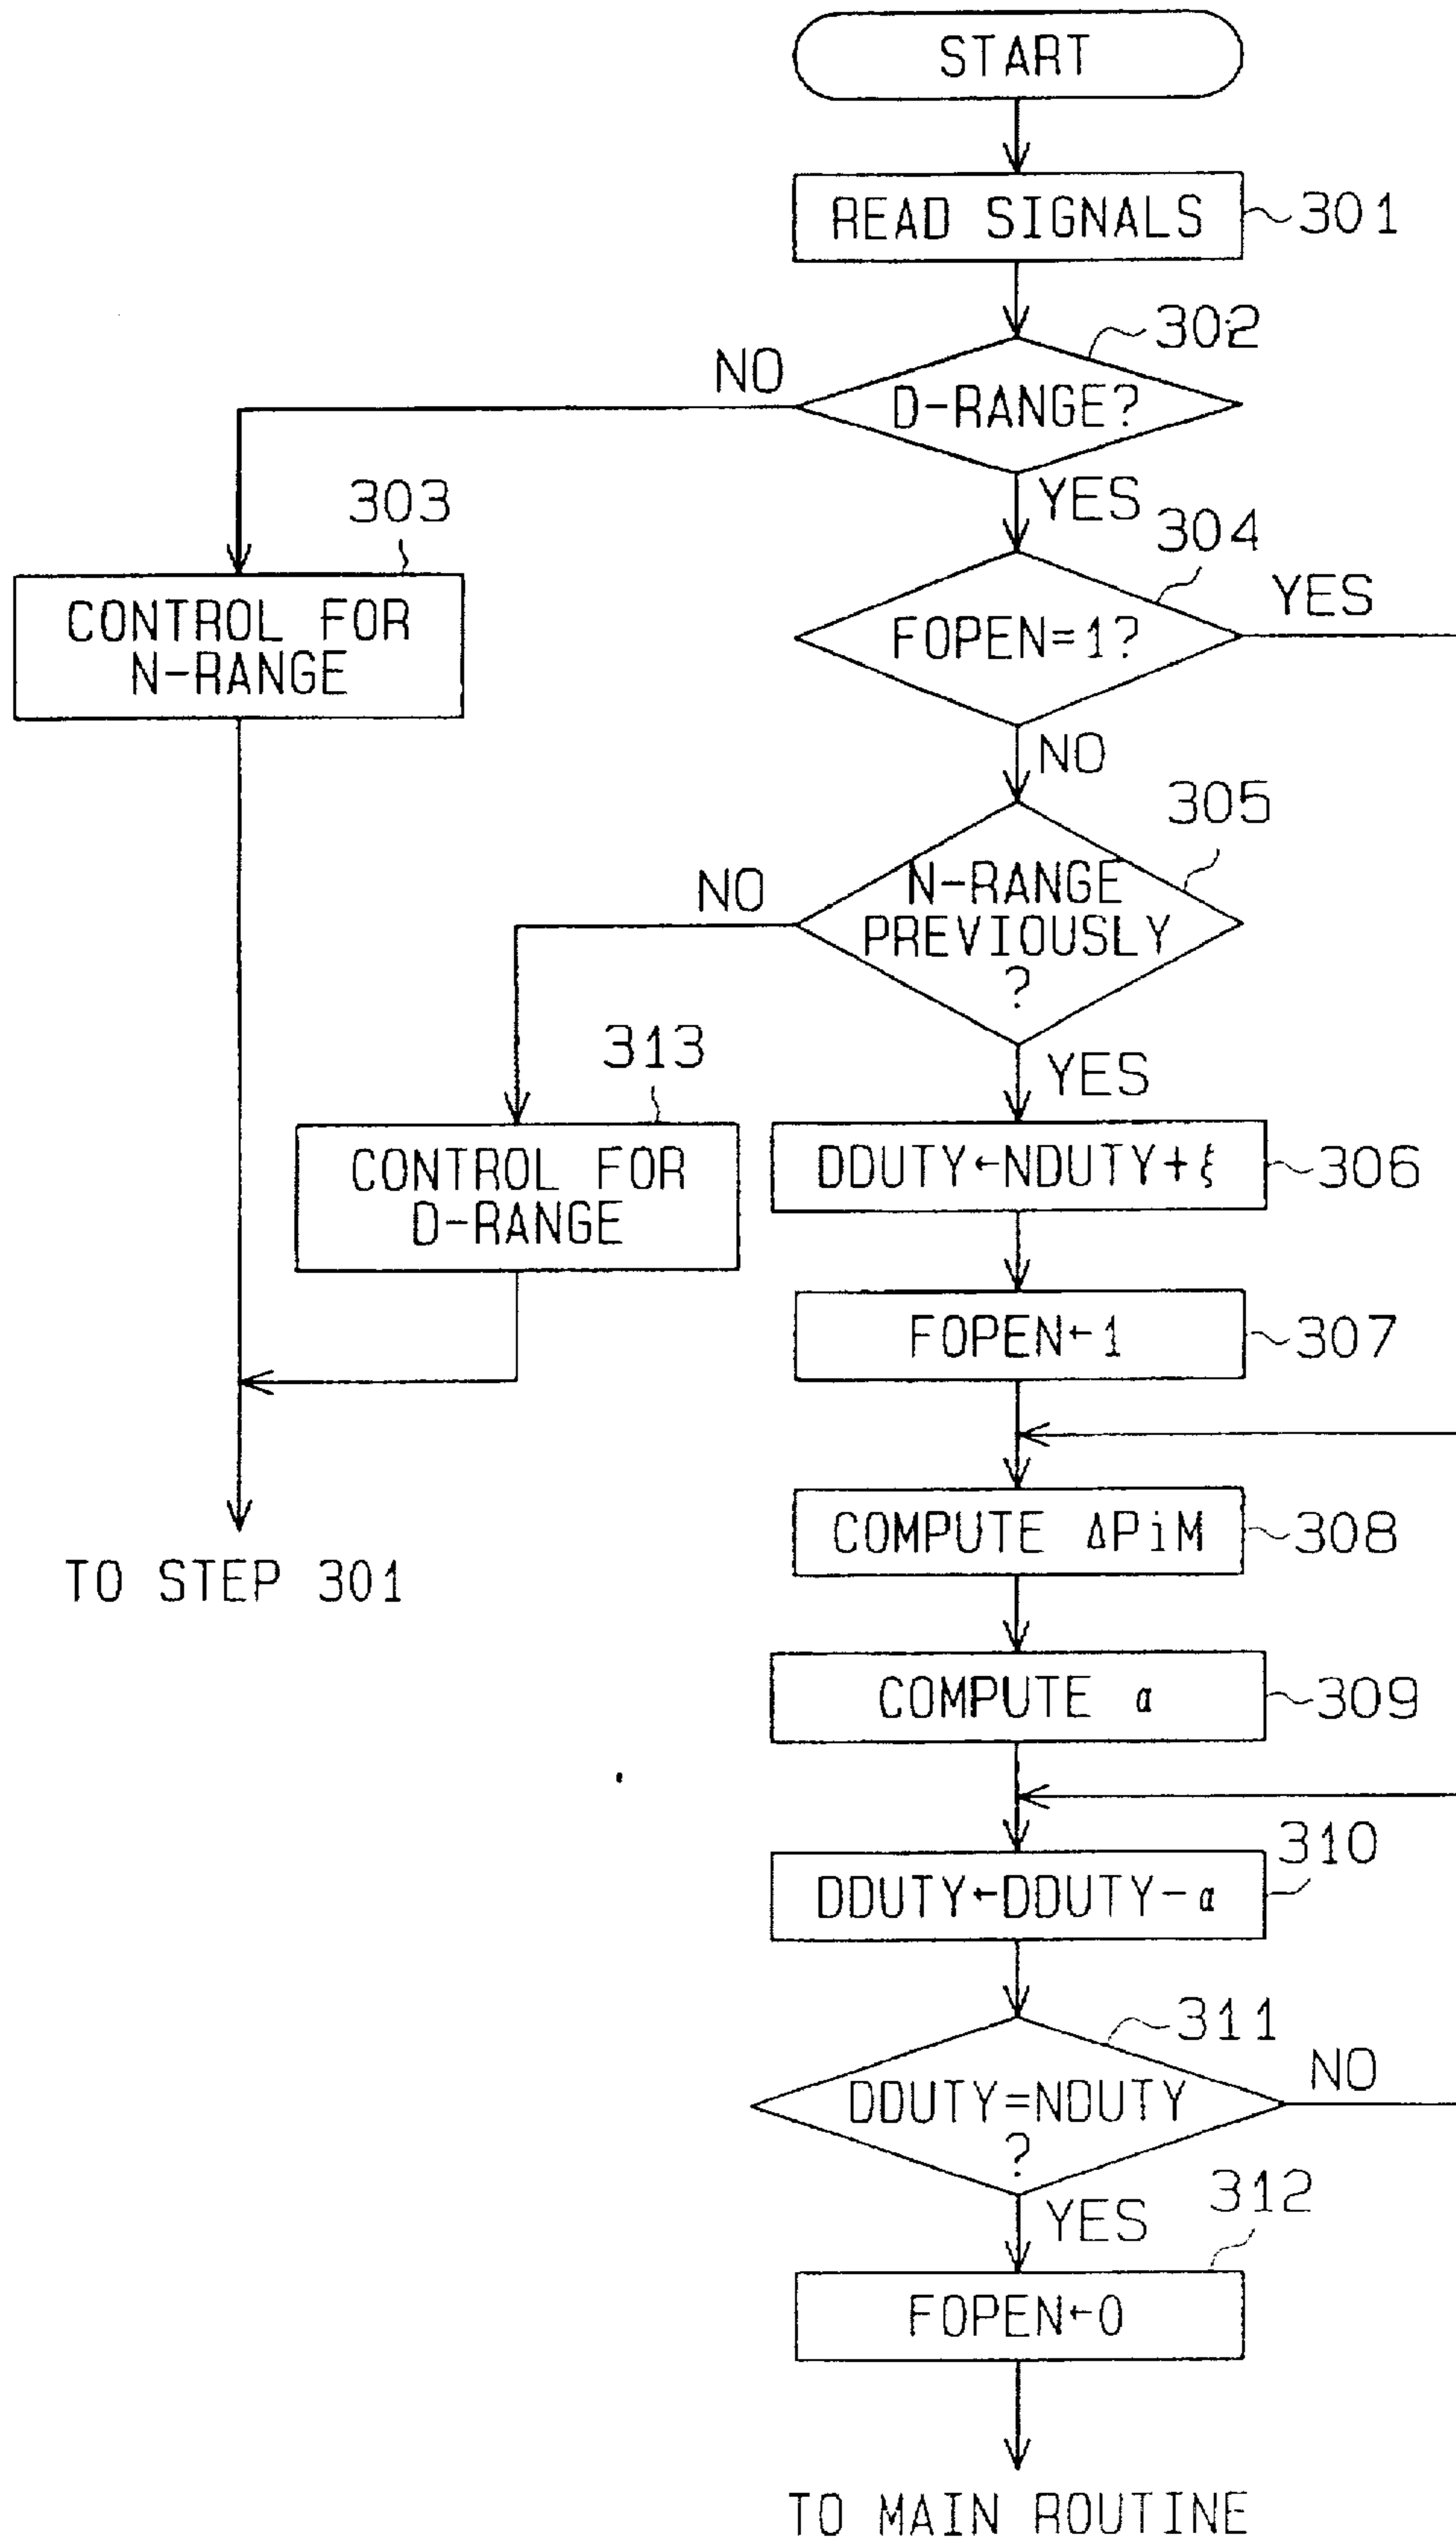 START
READ SIGNALS
301
302
NO
D-RANGE?
YES
303
304
CONTROL FOR
N-RANGE
FOPEN=1?
YES
NO
305
NO
N-RANGE
PREVIOUSLY
?
313
YES
CONTROL FOR
D-RANGE
DDUTY←NDUTY+ξ
306
FOPEN←1
307
COMPUTE ΔPiM
308
TO STEP 301
COMPUTE α
309
310
DDUTY←DDUTY-α
311
DDUTY=NDUTY
?
NO
YES
312
FOPEN←0
TO MAIN ROUTINE